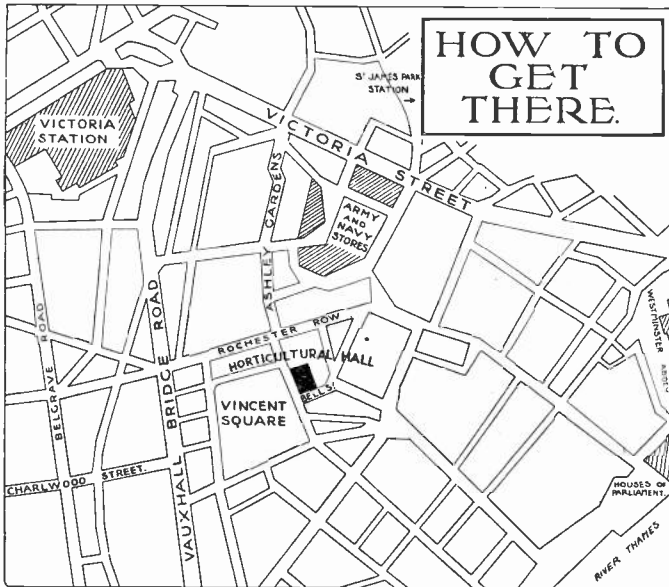 HOW TO
GET
THERE.
ST JAMES PARK
STATION
VICTORIA
STATION
VICTORIA STREET
ASHLEY GARDENS
ARMY
AND
NAVY
STORES
WESTMINSTER ABBEY
BELGRAVE ROAD
VAUXHALL BRIDGE ROAD
ROCHESTER ROW
HORTICULTURAL HALL
BELL ST
VINCENT
SQUARE
CHARLWOOD STREET.
HOUSES OF
PARLIAMENT.
RIVER THAMES